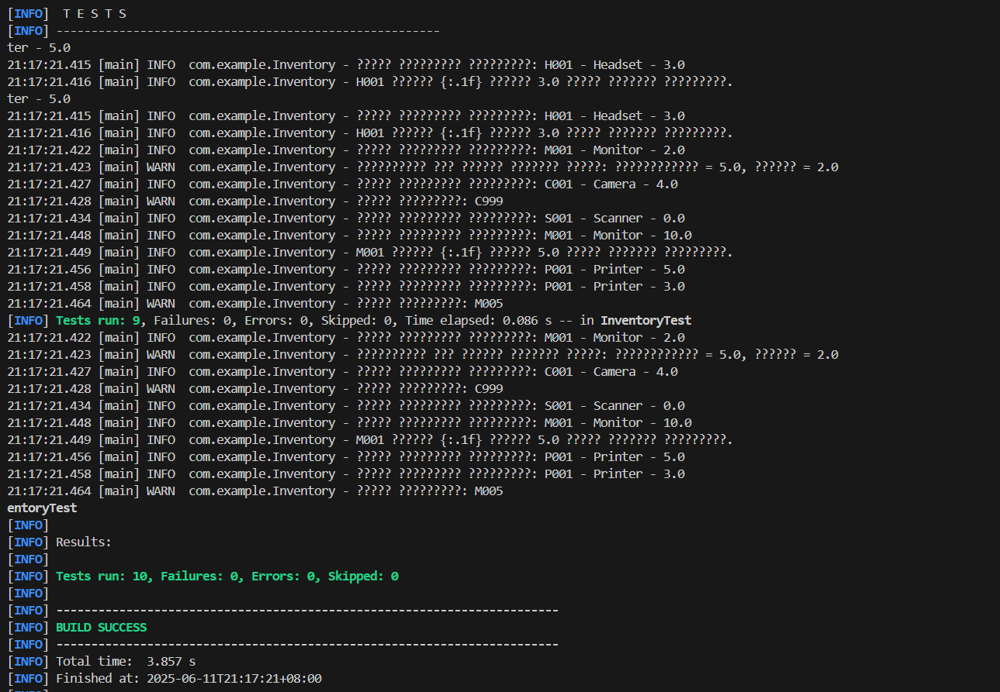 [INFO]  T E S T S
[INFO] -------------------------------------------------------
ter - 5.0
21:17:21.415 [main] INFO  com.example.Inventory - ????? ????????? ?????????: H001 - Headset - 3.0
21:17:21.416 [main] INFO  com.example.Inventory - H001 ?????? {:.1f} ?????? 3.0 ????? ??????? ?????????.
ter - 5.0
21:17:21.415 [main] INFO  com.example.Inventory - ????? ????????? ?????????: H001 - Headset - 3.0
21:17:21.416 [main] INFO  com.example.Inventory - H001 ?????? {:.1f} ?????? 3.0 ????? ??????? ?????????.
21:17:21.422 [main] INFO  com.example.Inventory - ????? ????????? ?????????: M001 - Monitor - 2.0
21:17:21.423 [main] WARN  com.example.Inventory - ?????????? ??? ?????? ??????? ?????: ???????????? = 5.0, ?????? = 2.0
21:17:21.427 [main] INFO  com.example.Inventory - ????? ????????? ?????????: C001 - Camera - 4.0
21:17:21.428 [main] WARN  com.example.Inventory - ????? ?????????: C999
21:17:21.434 [main] INFO  com.example.Inventory - ????? ????????? ?????????: S001 - Scanner - 0.0
21:17:21.448 [main] INFO  com.example.Inventory - ????? ????????? ?????????: M001 - Monitor - 10.0
21:17:21.449 [main] INFO  com.example.Inventory - M001 ?????? {:.1f} ?????? 5.0 ????? ??????? ?????????.
21:17:21.456 [main] INFO  com.example.Inventory - ????? ????????? ?????????: P001 - Printer - 5.0
21:17:21.458 [main] INFO  com.example.Inventory - ????? ????????? ?????????: P001 - Printer - 3.0
21:17:21.464 [main] WARN  com.example.Inventory - ????? ?????????: M005
[INFO] Tests run: 9, Failures: 0, Errors: 0, Skipped: 0, Time elapsed: 0.086 s -- in InventoryTest
21:17:21.422 [main] INFO  com.example.Inventory - ????? ????????? ?????????: M001 - Monitor - 2.0
21:17:21.423 [main] WARN  com.example.Inventory - ?????????? ??? ?????? ??????? ?????: ???????????? = 5.0, ?????? = 2.0
21:17:21.427 [main] INFO  com.example.Inventory - ????? ????????? ?????????: C001 - Camera - 4.0
21:17:21.428 [main] WARN  com.example.Inventory - ????? ?????????: C999
21:17:21.434 [main] INFO  com.example.Inventory - ????? ????????? ?????????: S001 - Scanner - 0.0
21:17:21.448 [main] INFO  com.example.Inventory - ????? ????????? ?????????: M001 - Monitor - 10.0
21:17:21.449 [main] INFO  com.example.Inventory - M001 ?????? {:.1f} ?????? 5.0 ????? ??????? ?????????.
21:17:21.456 [main] INFO  com.example.Inventory - ????? ????????? ?????????: P001 - Printer - 5.0
21:17:21.458 [main] INFO  com.example.Inventory - ????? ????????? ?????????: P001 - Printer - 3.0
21:17:21.464 [main] WARN  com.example.Inventory - ????? ?????????: M005
entoryTest
[INFO]
[INFO] Results:
[INFO]
[INFO] Tests run: 10, Failures: 0, Errors: 0, Skipped: 0
[INFO]
[INFO] ------------------------------------------------------------------------
[INFO] BUILD SUCCESS
[INFO] ------------------------------------------------------------------------
[INFO] Total time:  3.857 s
[INFO] Finished at: 2025-06-11T21:17:21+08:00